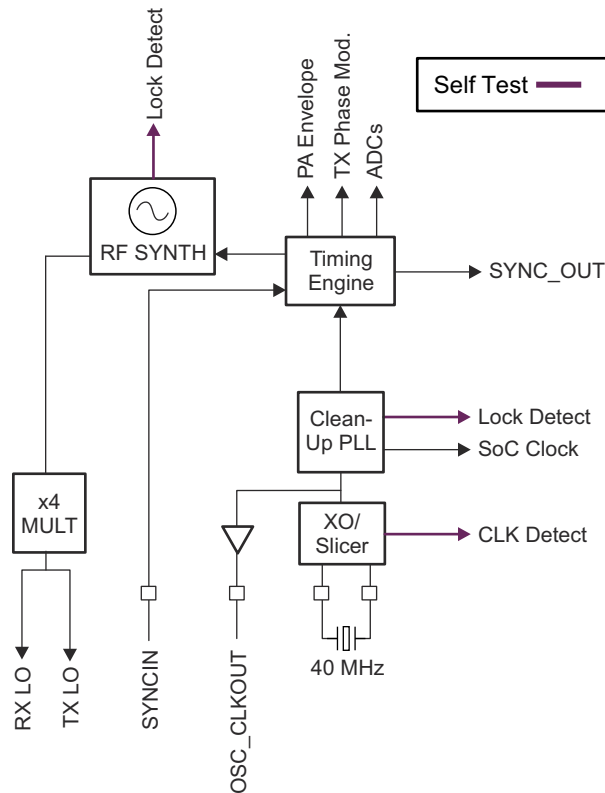 Lock Detect
PA Envelope
TX Phase Mod.
ADCs
Self Test
RF SYNTH
Timing
Engine
SYNC_OUT
Clean-
Up PLL
Lock Detect
SoC Clock
x4
MULT
XO/
Slicer
CLK Detect
40 MHz
RX LO
TX LO
SYNCIN
OSC_CLKOUT